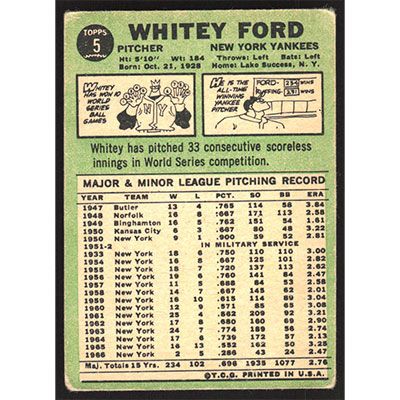 TOPPS
5
WHITEY FORD
PITCHER NEW YORK YANKEES
Ht: 5'10" Wt: 184 Throws: Left Bats: Left
Born: Oct. 21, 1928 Home: Lake Success, N. Y.
WHITEY
HAS WON 10
WORLD
SERIES
BALL
GAMES
N Y
HE IS
THE ALL-
TIME
WINNING
YANKEE
PITCHER
FORD- 234 WINS
RUFFING- 231 WINS
Whitey has pitched 33 consecutive scoreless
innings in World Series competition.
MAJOR & MINOR LEAGUE PITCHING RECORD
YEAR TEAM W L PCT. SO BB ERA
1947 Butler 13 4 .765 114 58 3.84
1948 Norfolk 16 8 .667 171 113 2.58
1949 Binghamton 16 5 .762 151 54 1.61
1950 Kansas City 6 3 .667 80 48 3.22
1950 New York 9 1 .900 59 52 2.81
1951-2 IN MILITARY SERVICE
1953 New York 18 6 .750 110 110 3.00
1954 New York 16 8 .667 125 101 2.82
1955 New York 18 7 .720 137 113 2.62
1956 New York 19 6 .760 141 84 2.47
1957 New York 11 5 .688 84 53 2.58
1958 New York 14 7 .667 145 62 2.01
1959 New York 16 10 .615 114 89 3.04
1960 New York 12 9 .571 85 65 3.08
1961 New York 25 4 .862 209 92 3.21
1962 New York 17 8 .680 160 69 2.90
1963 New York 24 7 .774 189 56 2.74
1964 New York 17 6 .739 172 57 2.13
1965 New York 16 13 .552 162 50 3.25
1966 New York 2 5 .286 43 24 2.47
Maj. Totals 15 Yrs. 234 102 .696 1935 1077 2.76
©T.C.G. PRINTED IN U.S.A.